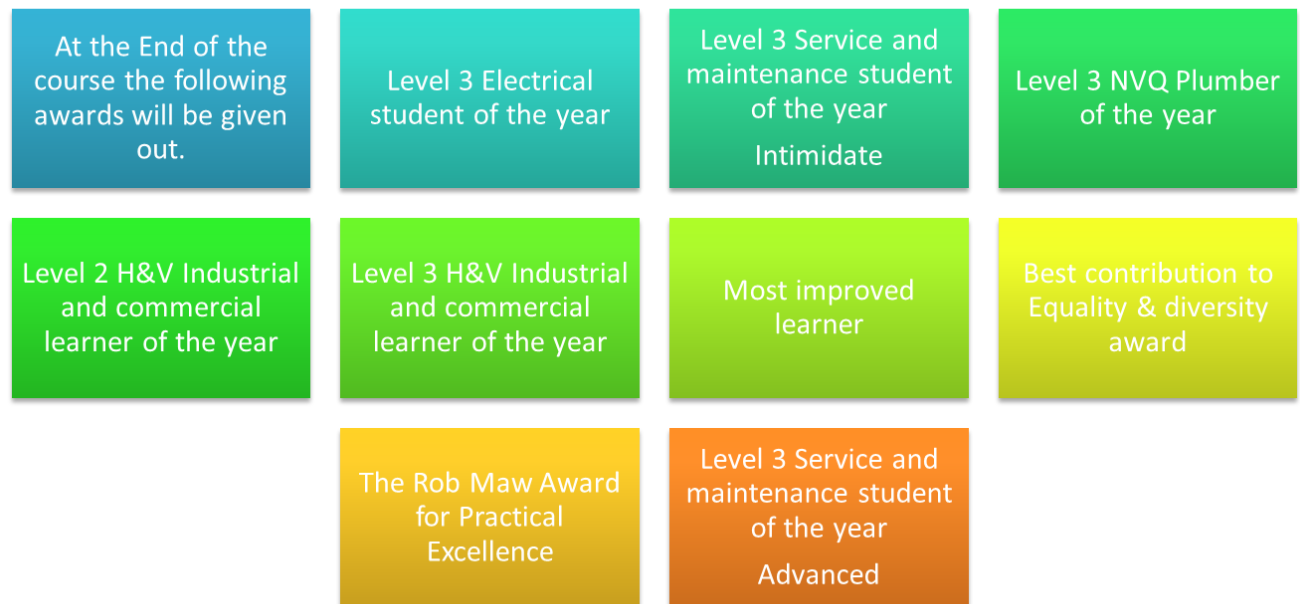 At the End of the
course the following
awards will be given
out.
Level 3 Electrical
student of the year
Level 3 Service and
maintenance student
of the year
Intimidate
Level 3 NVQ Plumber
of the year
Level 2 H&V Industrial
and commercial
learner of the year
Level 3 H&V Industrial
and commercial
learner of the year
Most improved
learner
Best contribution to
Equality & diversity
award
The Rob Maw Award
for Practical
Excellence
Level 3 Service and
maintenance student
of the year
Advanced